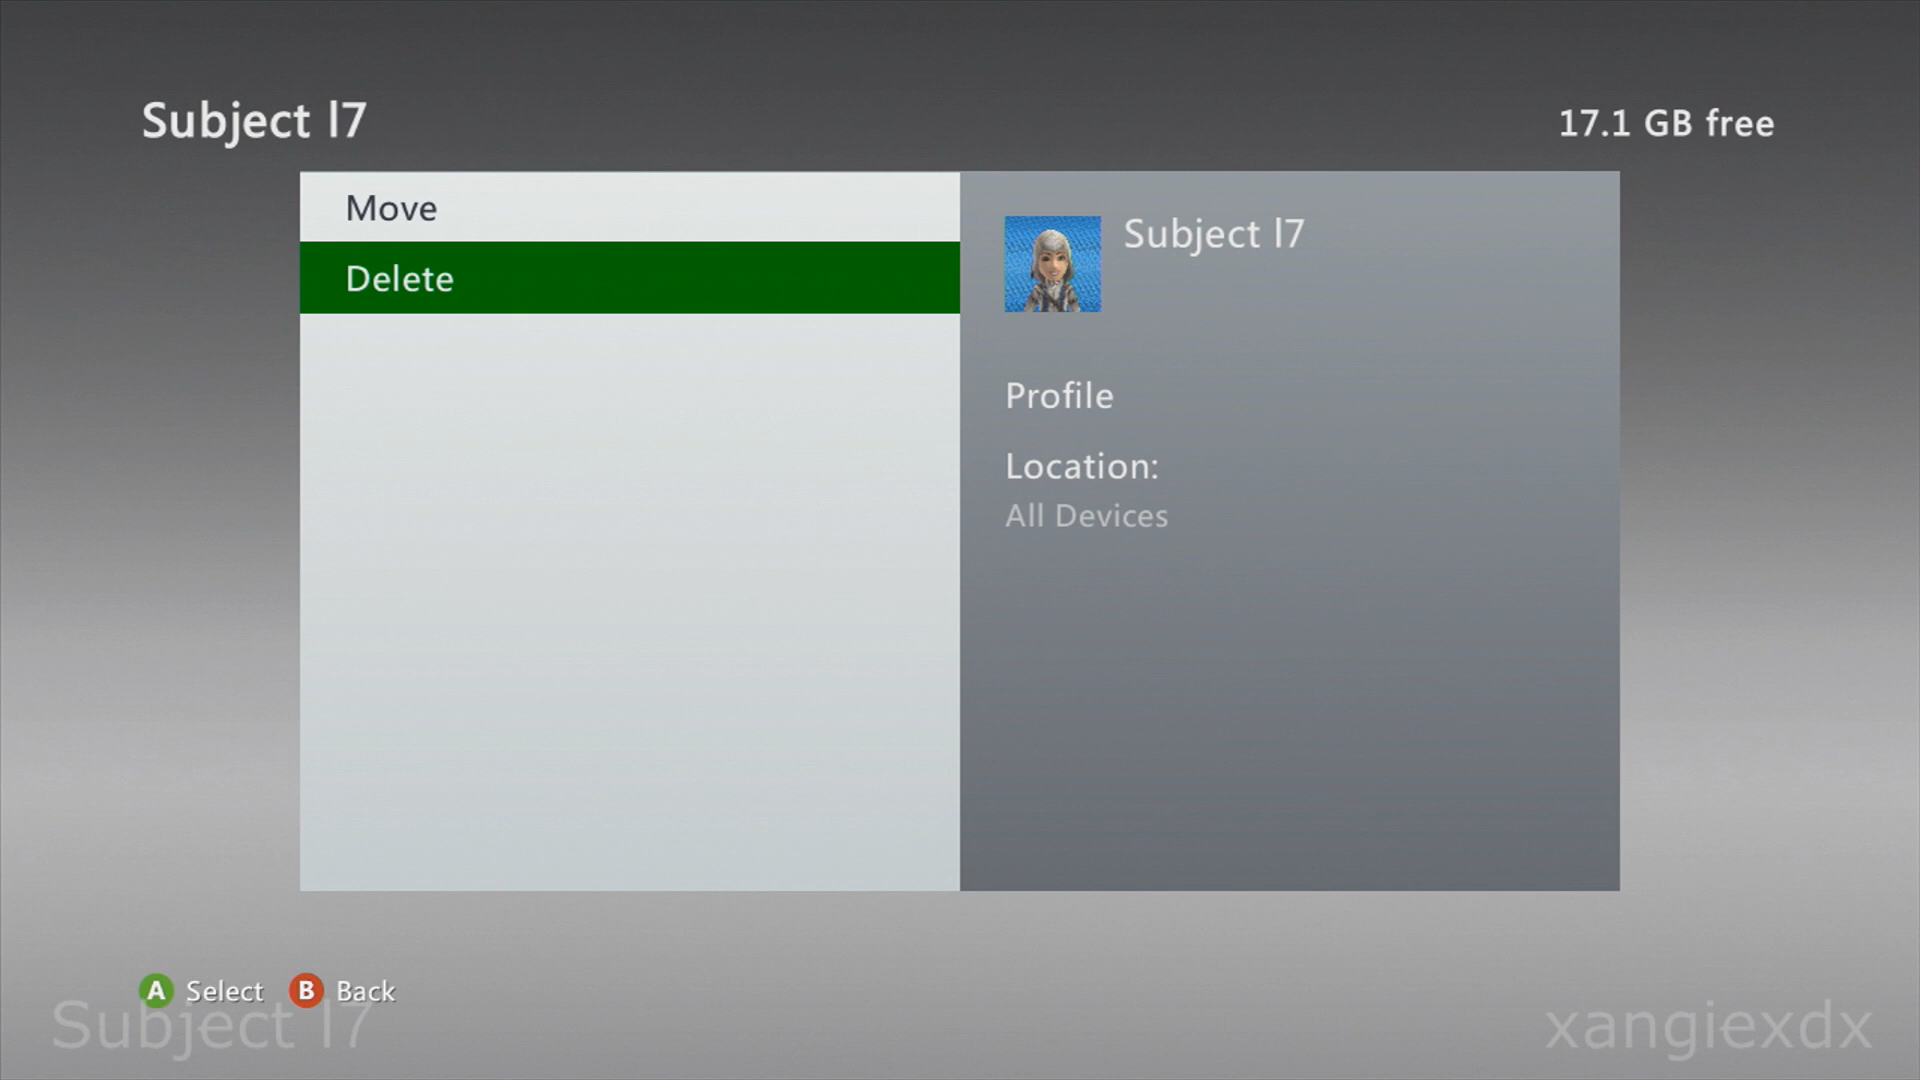 Subject l7
17.1 GB free
Move
Delete
Subject l7
Profile
Location:
All Devices
A Select B Back
Subject l7
xangiexdx